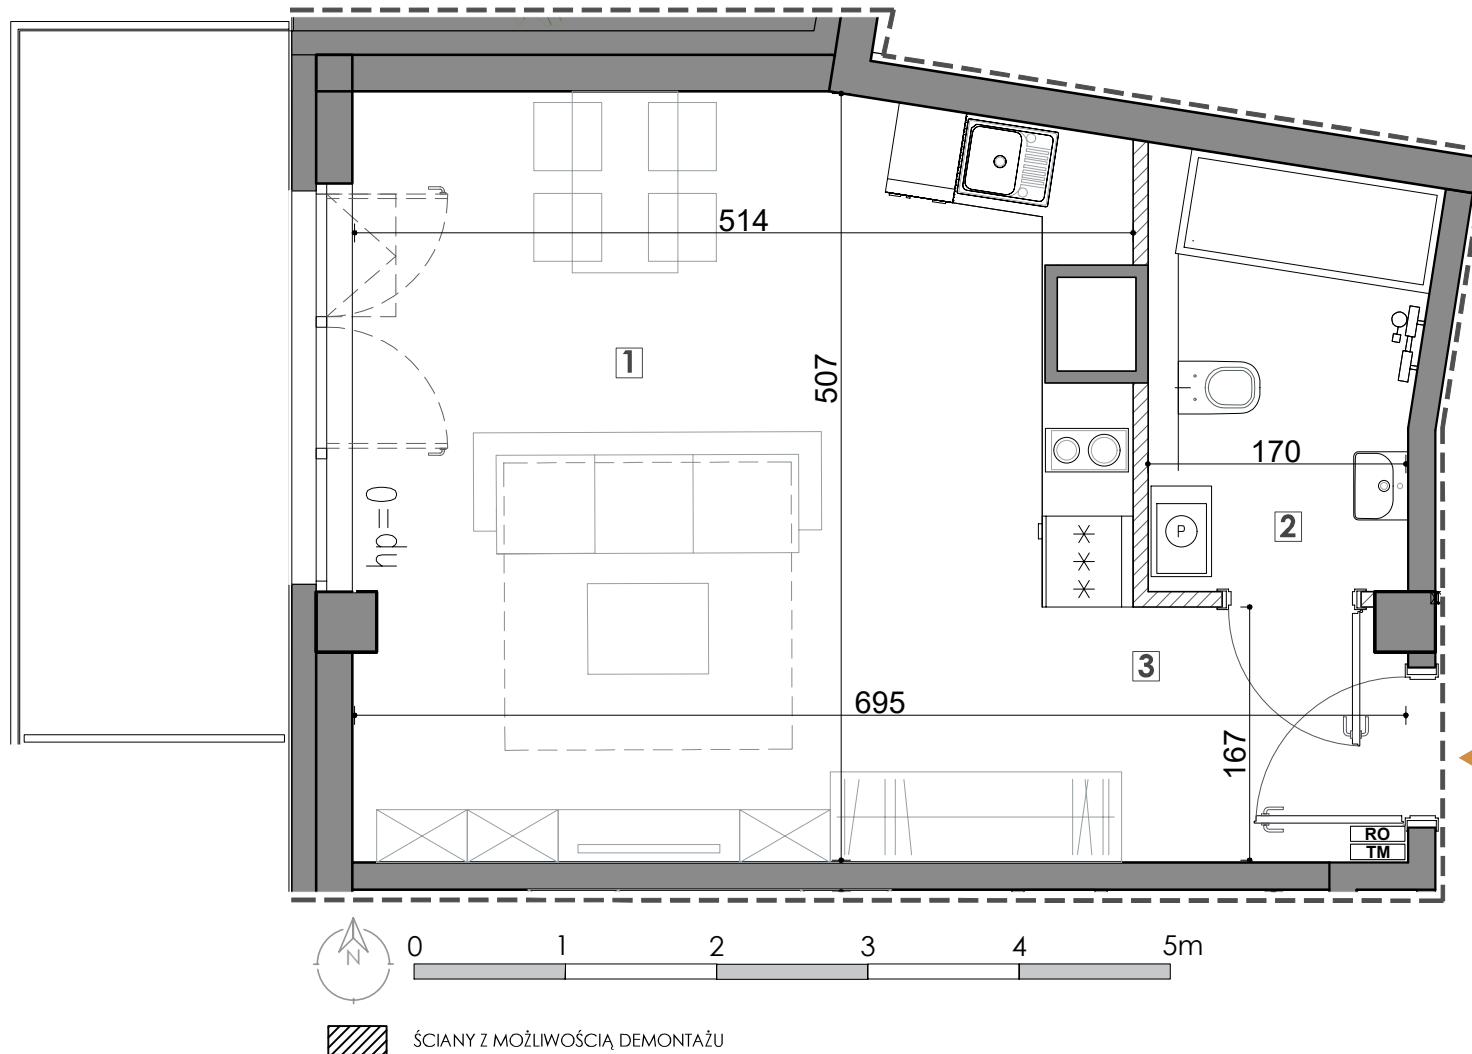 514
1
507
hp=0
170
P
2
3
695
167
RO
TM
N
0 1 2 3 4 5m
ŚCIANY Z MOŻLIWOŚCIĄ DEMONTAŻU